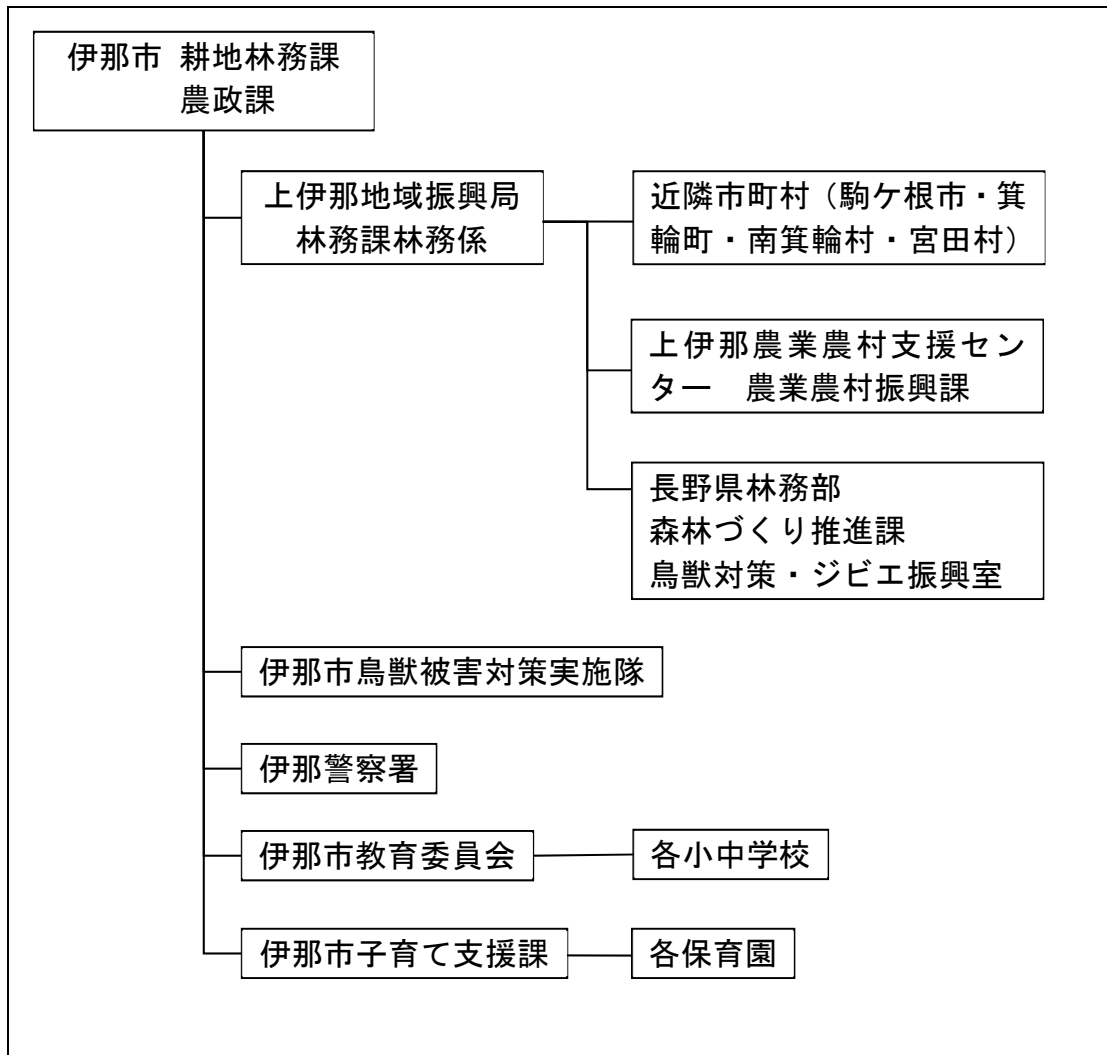 伊那市 耕地林務課
農政課
上伊那地域振興局
林務課林務係
近隣市町村（駒ケ根市・箕
輪町・南箕輪村・宮田村）
上伊那農業農村支援セン
ター　農業農村振興課
長野県林務部
森林づくり推進課
鳥獣対策・ジビエ振興室
伊那市鳥獣被害対策実施隊
伊那警察署
伊那市教育委員会
各小中学校
伊那市子育て支援課
各保育園